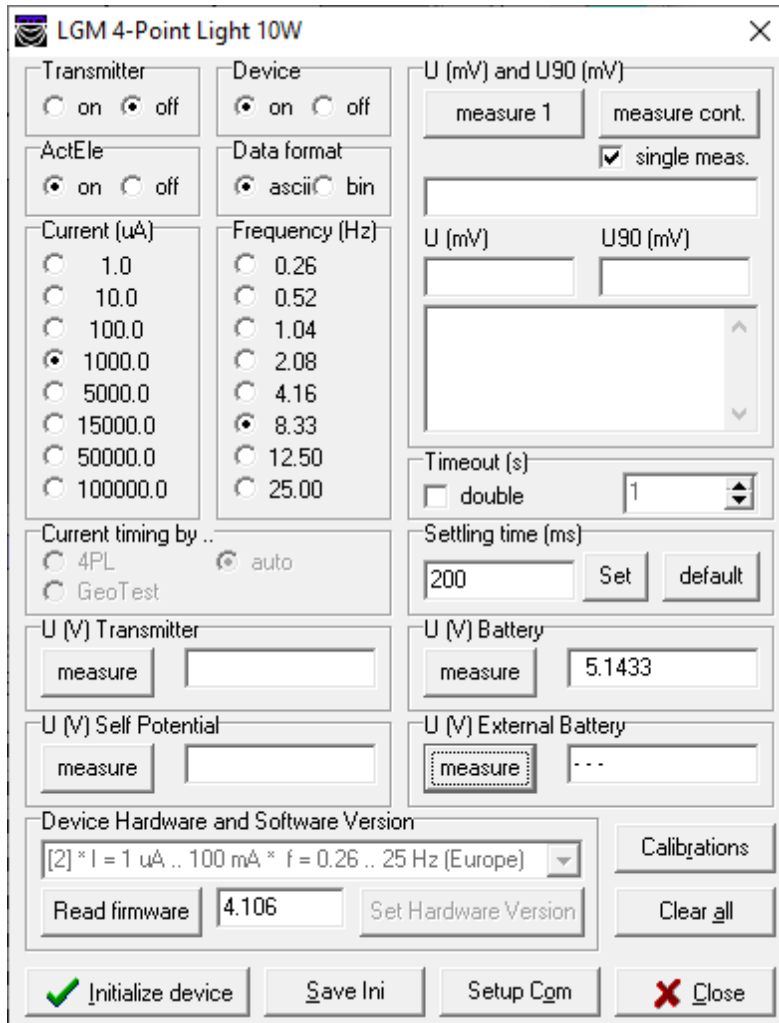 LGM 4-Point Light 10W
Transmitter
on off
Device
on off
ActEle
on off
Data format
ascii bin
Current (uA)
1.0
10.0
100.0
1000.0
5000.0
15000.0
50000.0
100000.0
Frequency (Hz)
0.26
0.52
1.04
2.08
4.16
8.33
12.50
25.00
Current timing by ..
4PL auto
GeoTest
U (mV) and U90 (mV)
measure 1 measure cont.
single meas.
U (mV) U90 (mV)
Timeout (s)
double 1
Settling time (ms)
200 Set default
U (V) Transmitter
measure
U (V) Battery
measure 5.1433
U (V) Self Potential
measure
U (V) External Battery
measure ---
Device Hardware and Software Version
[2] * I = 1 uA .. 100 mA * f = 0.26 .. 25 Hz (Europe)
Read firmware 4.106 Set Hardware Version
Calibrations
Clear all
Initialize device Save Ini Setup Com Close